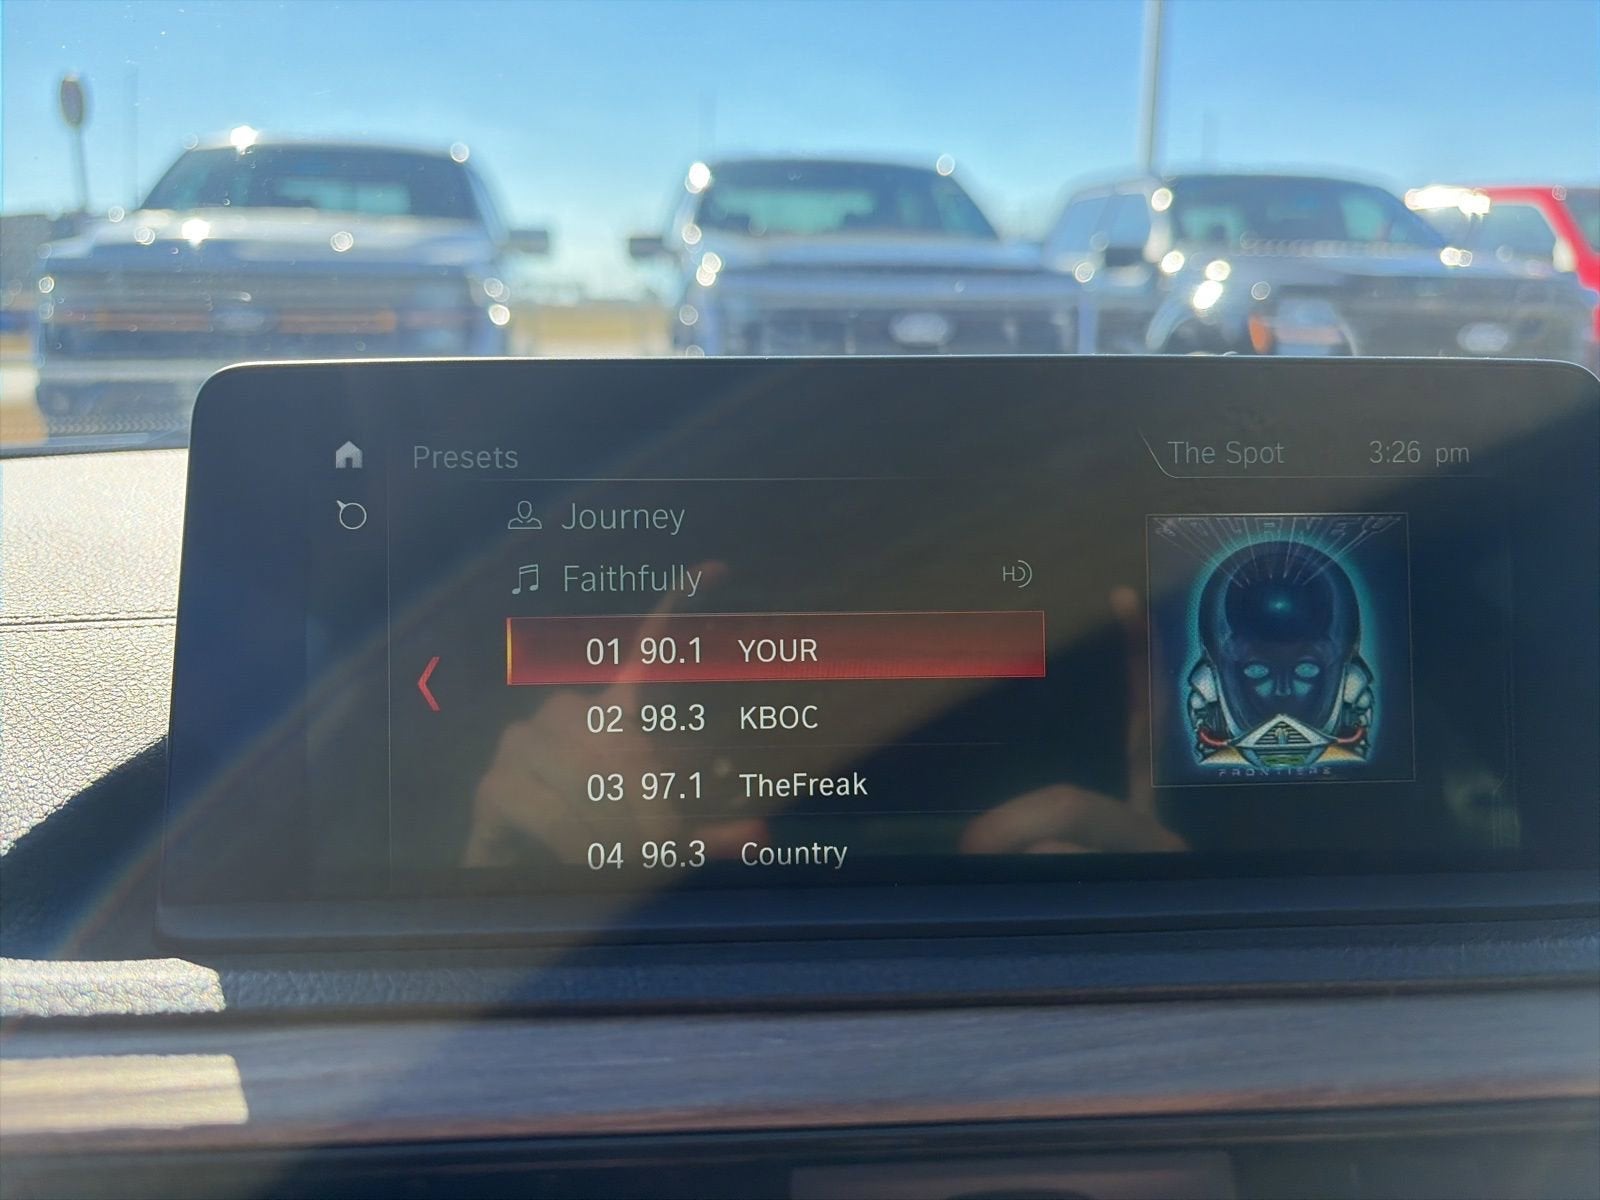 Presets
The Spot
3:26 pm
Journey
Faithfully
HD
01 90.1 YOUR
02 98.3 KBOC
03 97.1 TheFreak
04 96.3 Country
JOURNEY
FRONTIERS